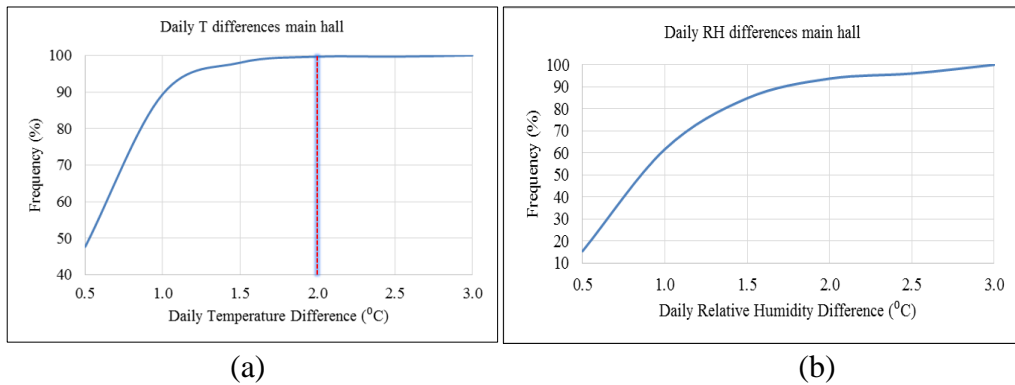 Daily T differences main hall
Frequency (%)
100
90
80
70
60
50
40
0.5 1.0 1.5 2.0 2.5 3.0
Daily Temperature Difference (⁰C)
(a)
Daily RH differences main hall
Frequency (%)
100
90
80
70
60
50
40
30
20
10
0.5 1.0 1.5 2.0 2.5 3.0
Daily Relative Humidity Difference (⁰C)
(b)